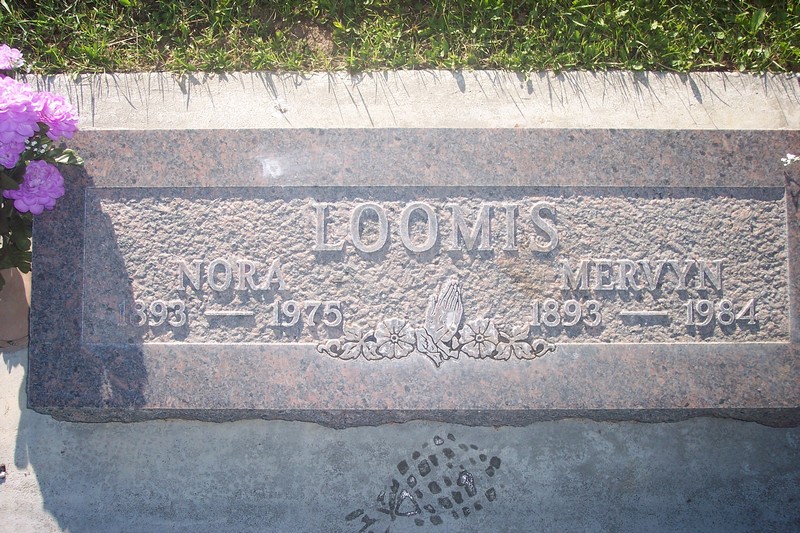 LOOMIS
NORA MERVYN
1893 — 1975 1893 — 1984